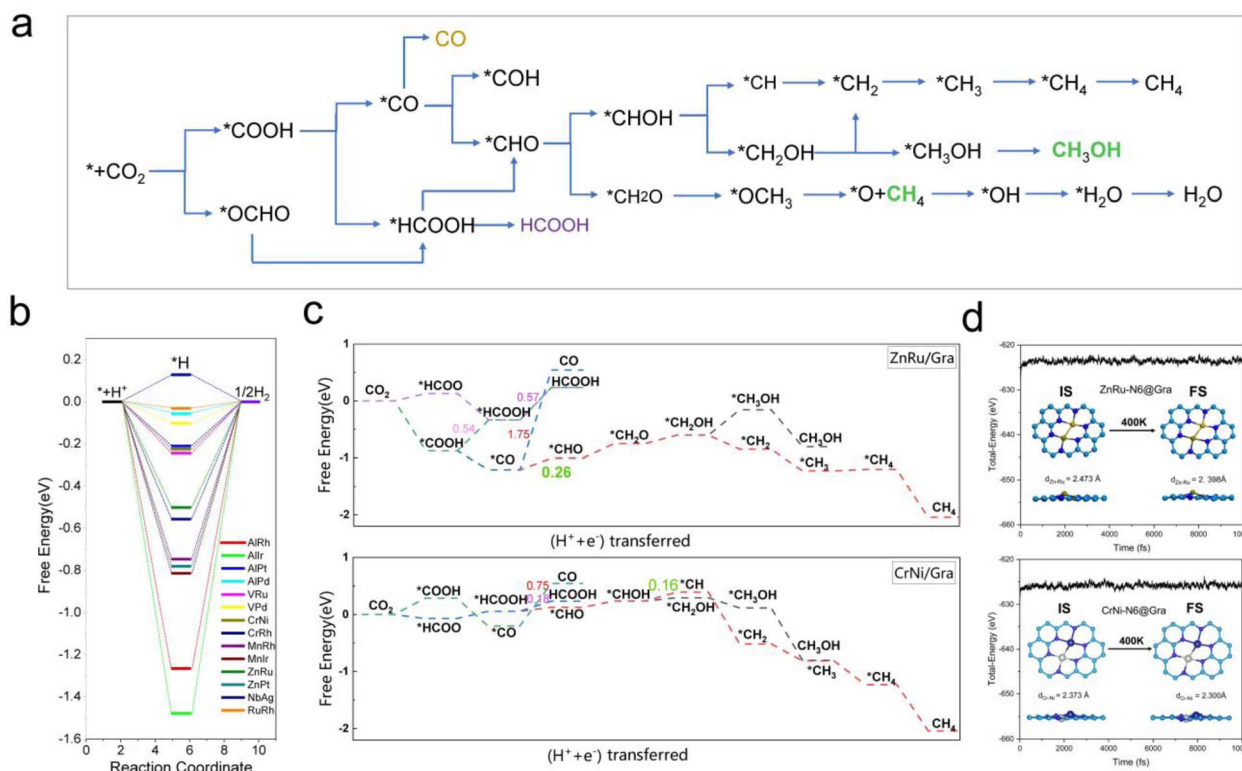 a
CO
*COH
*CO
*COOH
*CHO
*+CO₂
*OCHO
*HCOOH
HCOOH
*CHOH
*CH
*CH₂
*CH₃
*CH₄
CH₄
*CH₂OH
*CH₃OH
CH₃OH
*CH2O
*OCH₃
*O+CH₄
*OH
*H₂O
H₂O
b
Free Energy(eV)
0.2
0.0
-0.2
-0.4
-0.6
-0.8
-1.0
-1.2
-1.4
-1.6
*+H⁺
*H
1/2H₂
AlRh
AlIr
AlPt
AlPd
VRu
VPd
CrNi
CrRh
MnRh
MnIr
ZnRu
ZnPt
NbAg
RuRh
0 2 4 6 8 10
Reaction Coordinate
c
Free Energy(eV)
1
0
-1
-2
ZnRu/Gra
CO₂
*HCOO
*COOH
0.54
*HCOOH
*CO
0.57
1.75
CO
HCOOH
*CHO
0.26
*CH₂O
*CH₂OH
*CH₃OH
*CH₂
CH₃OH
*CH₃
*CH₄
CH₄
(H⁺+e⁻) transferred
Free Energy(eV)
1
0
-1
-2
CrNi/Gra
CO₂
*COOH
*HCOO
*HCOOH
*CO
0.75
0.18
CO
HCOOH
*CHO
*CHOH
0.16
*CH
*CH₂OH
*CH₃OH
*CH₂
CH₃OH
*CH₃
*CH₄
CH₄
(H⁺+e⁻) transferred
d
Total-Energy (eV)
-620
-630
-640
-650
-660
IS
ZnRu-N6@Gra
FS
400K
d Zn-Ru = 2.473 Å
d Zn-Ru = 2. 398Å
0 2000 4000 6000 8000 10
Time (fs)
Total-Energy (eV)
-620
-630
-640
-650
-660
IS
CrNi-N6@Gra
FS
400K
d Cr-Ni = 2.373 Å
d Cr-Ni = 2.300Å
0 2000 4000 6000 8000 10
Time (fs)